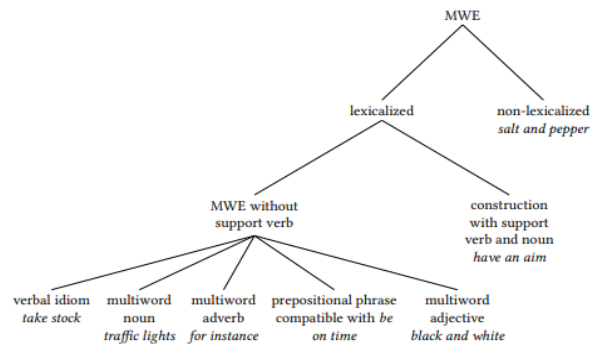 MWE
lexicalized
non-lexicalized
salt and pepper
MWE without
support verb
construction
with support
verb and noun
have an aim
verbal idiom
take stock
multiword
noun
traffic lights
multiword
adverb
for instance
prepositional phrase
compatible with be
on time
multiword
adjective
black and white